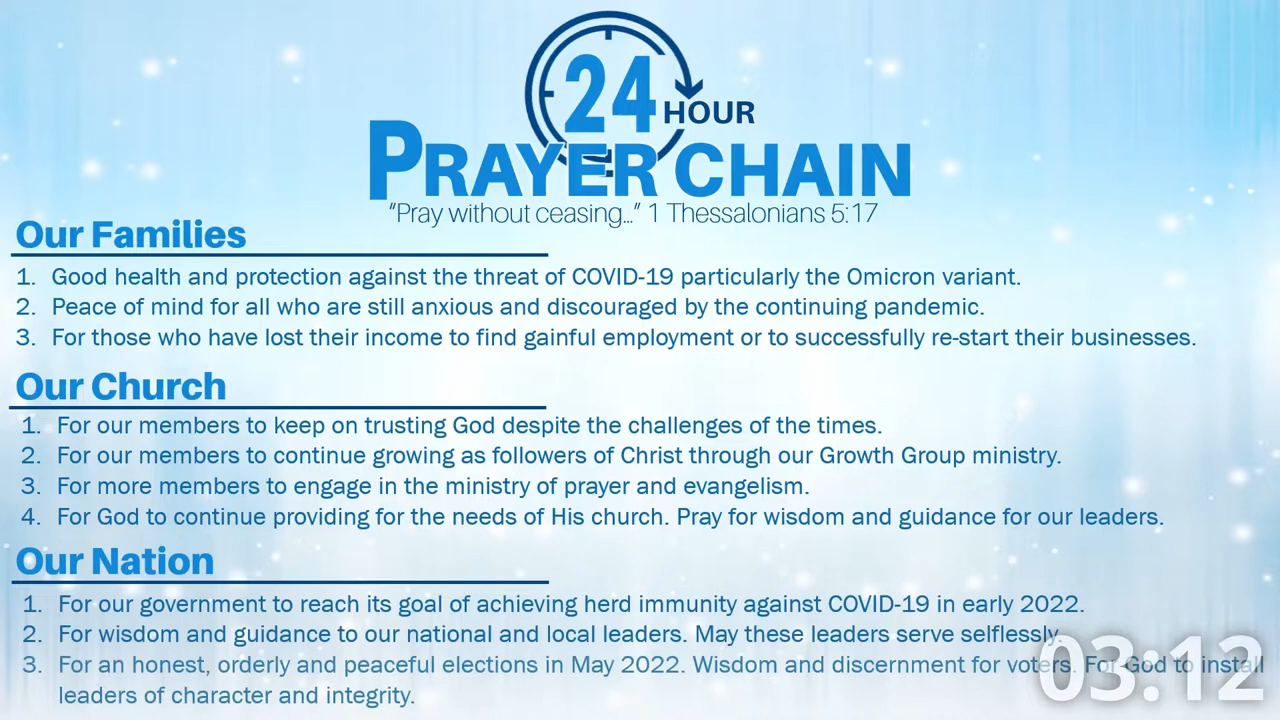 24 HOUR
PRAYER CHAIN
“Pray without ceasing...” 1 Thessalonians 5:17
Our Families
1. Good health and protection against the threat of COVID-19 particularly the Omicron variant.
2. Peace of mind for all who are still anxious and discouraged by the continuing pandemic.
3. For those who have lost their income to find gainful employment or to successfully re-start their businesses.
Our Church
1. For our members to keep on trusting God despite the challenges of the times.
2. For our members to continue growing as followers of Christ through our Growth Group ministry.
3. For more members to engage in the ministry of prayer and evangelism.
4. For God to continue providing for the needs of His church. Pray for wisdom and guidance for our leaders.
Our Nation
1. For our government to reach its goal of achieving herd immunity against COVID-19 in early 2022.
2. For wisdom and guidance to our national and local leaders. May these leaders serve selflessly.
3. For an honest, orderly and peaceful elections in May 2022. Wisdom and discernment for voters. For God to install
leaders of character and integrity.
03:12